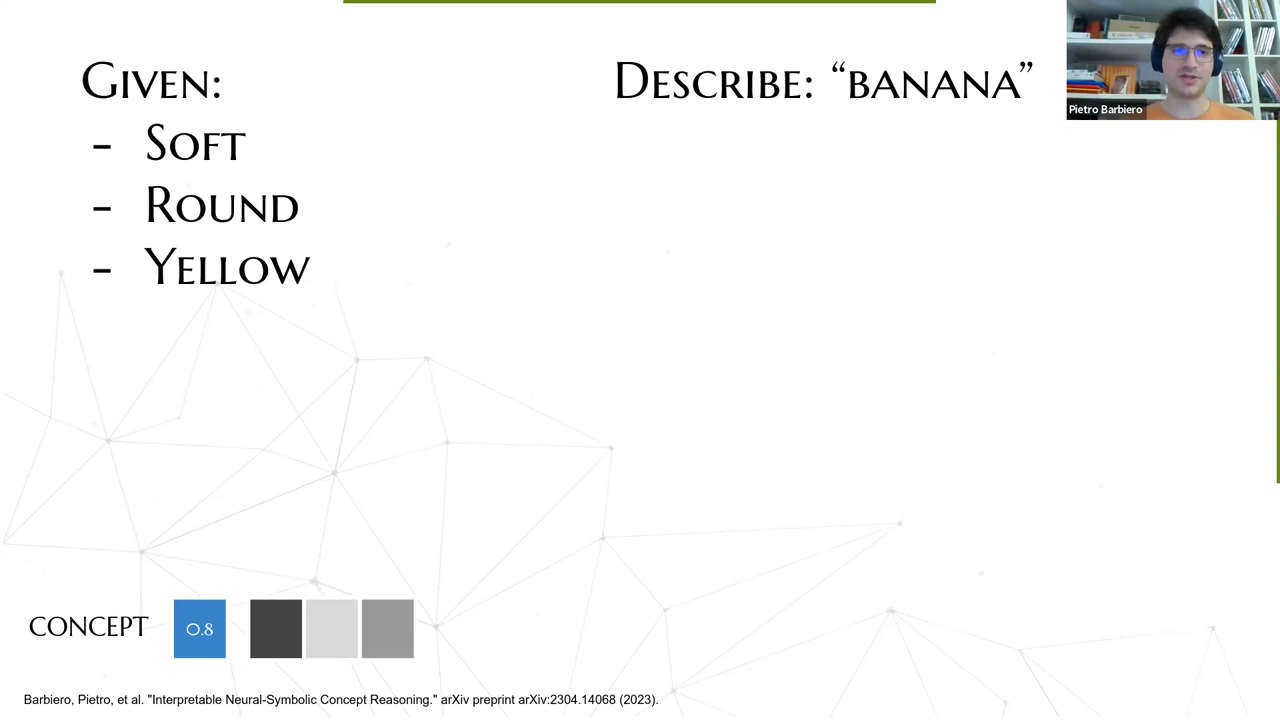 Given:
- Soft
- Round
- Yellow
Describe: “banana”
Pietro Barbiero
concept
0.8
Barbiero, Pietro, et al. "Interpretable Neural-Symbolic Concept Reasoning." arXiv preprint arXiv:2304.14068 (2023).